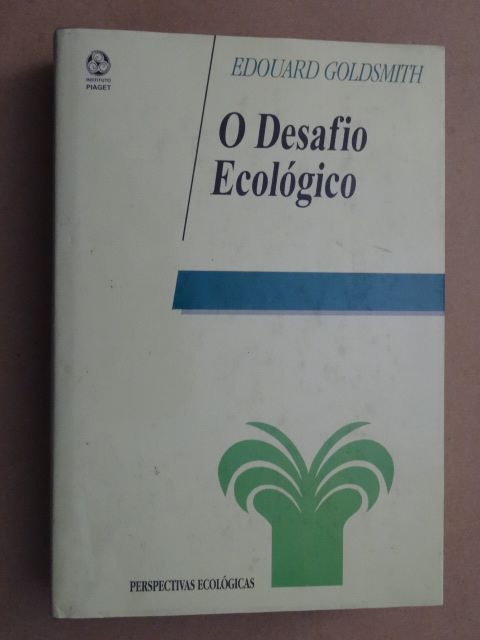 INSTITUTO
PIAGET
EDOUARD GOLDSMITH
O Desafio
Ecológico
PERSPECTIVAS ECOLÓGICAS